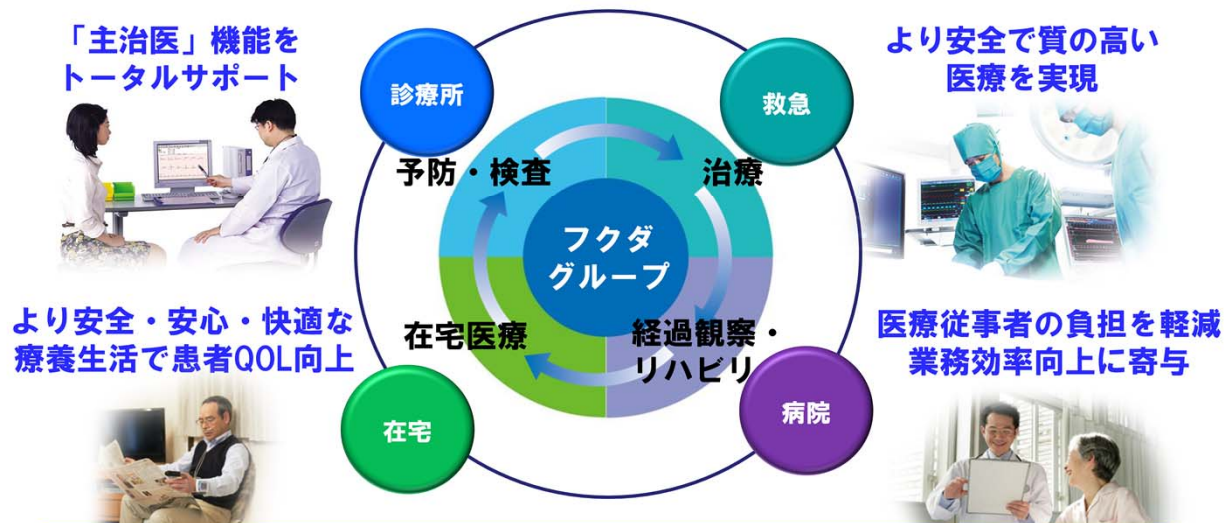 「主治医」機能を
トータルサポート
診療所
救急
より安全で質の高い
医療を実現
予防・検査
治療
フクダ
グループ
より安全・安心・快適な
療養生活で患者QOL向上
在宅医療
経過観察・
リハビリ
医療従事者の負担を軽減
業務効率向上に寄与
在宅
病院